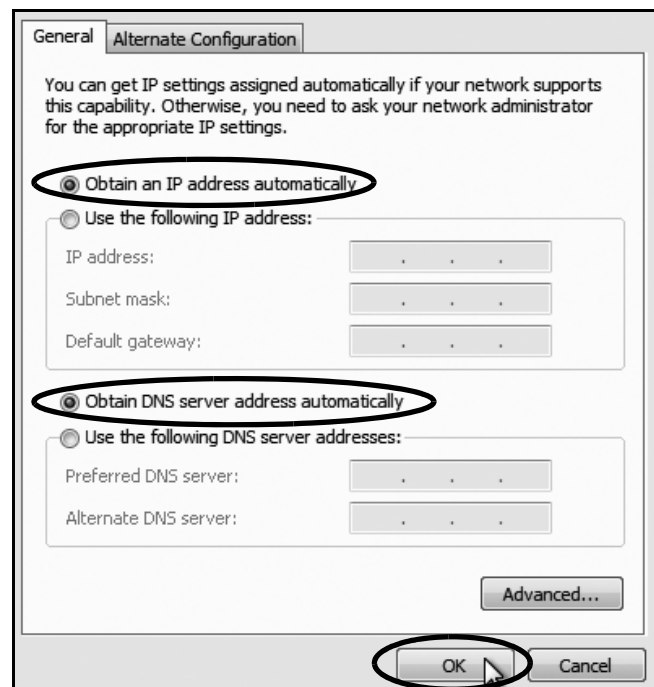 General
Alternate Configuration
You can get IP settings assigned automatically if your network supports
this capability. Otherwise, you need to ask your network administrator
for the appropriate IP settings.
Obtain an IP address automatically
Use the following IP address:
IP address:
Subnet mask:
Default gateway:
Obtain DNS server address automatically
Use the following DNS server addresses:
Preferred DNS server:
Alternate DNS server:
Advanced...
OK
Cancel